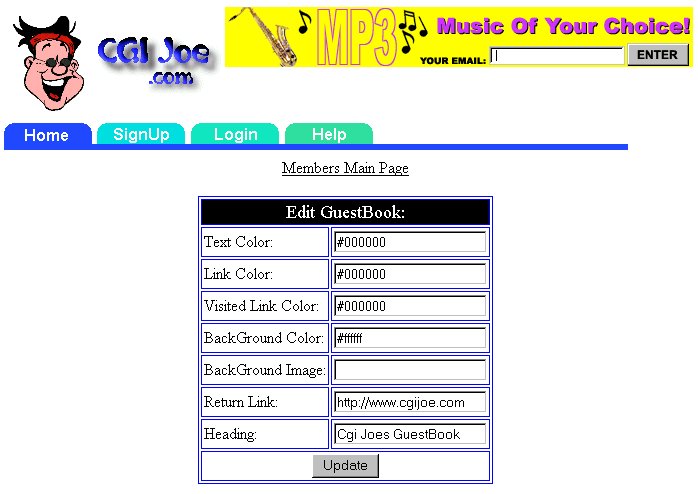 CGI Joe
.com
MP3
Music Of Your Choice!
YOUR EMAIL:
ENTER
Home SignUp Login Help
Members Main Page
Edit GuestBook:
Text Color: #000000
Link Color: #000000
Visited Link Color: #000000
BackGround Color: #ffffff
BackGround Image:
Return Link: http://www.cgijoe.com
Heading: Cgi Joes GuestBook
Update